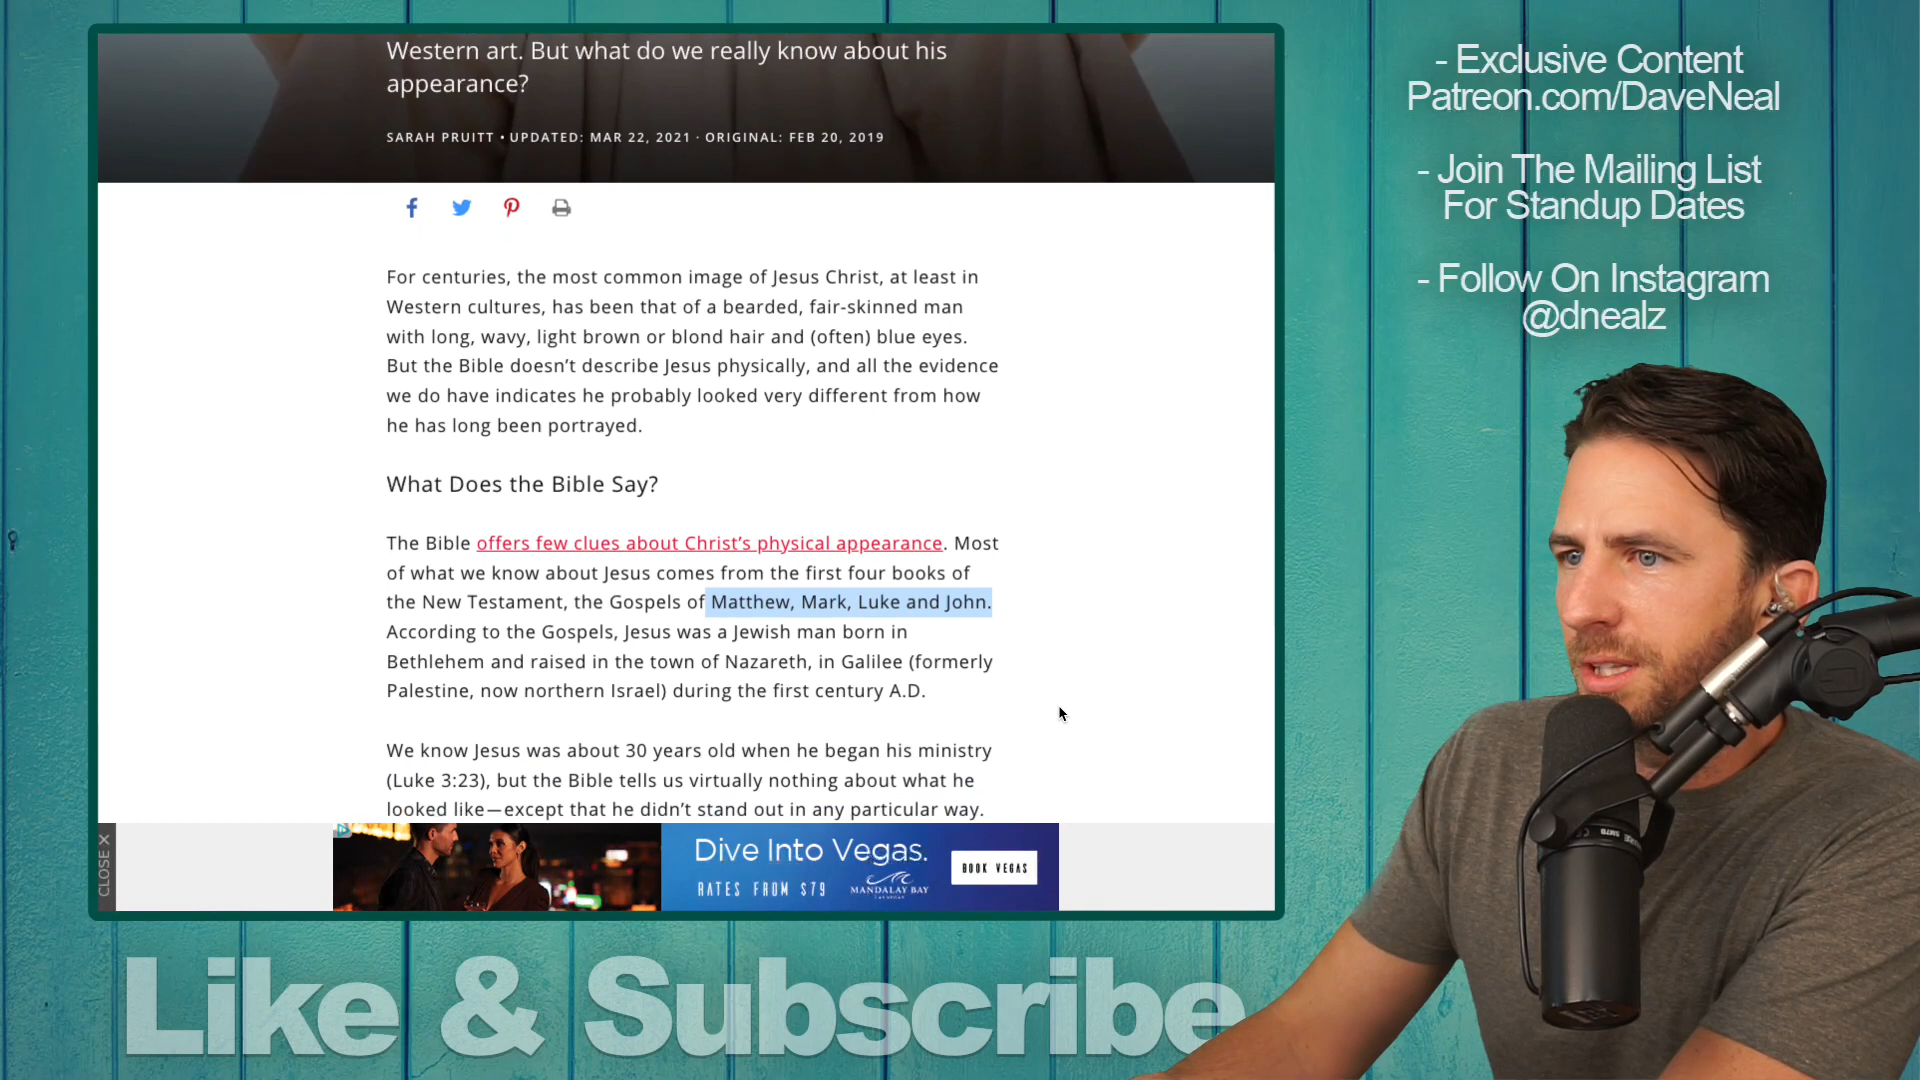 Western art. But what do we really know about his
appearance?
SARAH PRUITT • UPDATED: MAR 22, 2021 · ORIGINAL: FEB 20, 2019
For centuries, the most common image of Jesus Christ, at least in
Western cultures, has been that of a bearded, fair-skinned man
with long, wavy, light brown or blond hair and (often) blue eyes.
But the Bible doesn’t describe Jesus physically, and all the evidence
we do have indicates he probably looked very different from how
he has long been portrayed.
What Does the Bible Say?
The Bible offers few clues about Christ’s physical appearance. Most
of what we know about Jesus comes from the first four books of
the New Testament, the Gospels of Matthew, Mark, Luke and John.
According to the Gospels, Jesus was a Jewish man born in
Bethlehem and raised in the town of Nazareth, in Galilee (formerly
Palestine, now northern Israel) during the first century A.D.
We know Jesus was about 30 years old when he began his ministry
(Luke 3:23), but the Bible tells us virtually nothing about what he
looked like—except that he didn’t stand out in any particular way.
CLOSE X
Dive Into Vegas.
RATES FROM $79
MANDALAY BAY
BOOK VEGAS
- Exclusive Content
Patreon.com/DaveNeal
- Join The Mailing List
For Standup Dates
- Follow On Instagram
@dnealz
Like & Subscribe